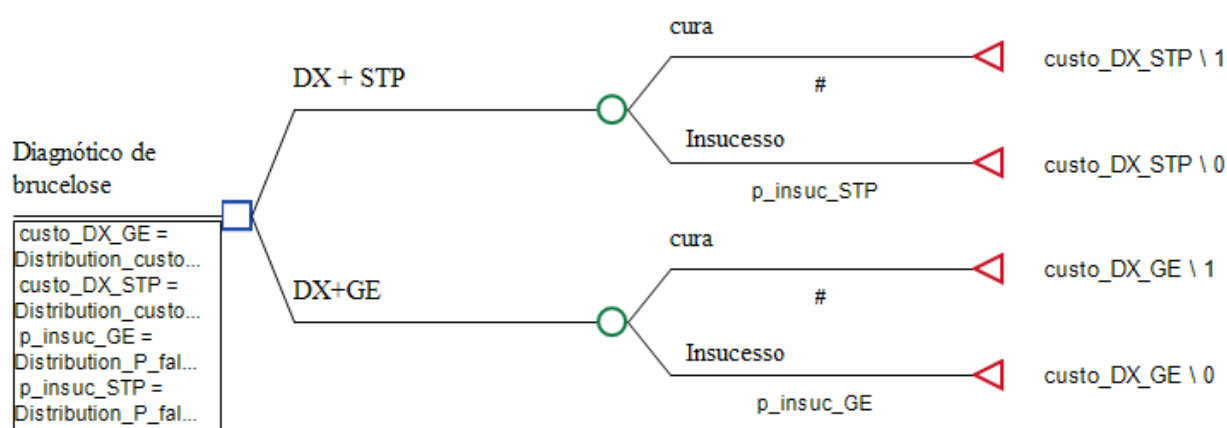 cura
DX + STP
#
custo_DX_STP \ 1
Insucesso
p_insuc_STP
custo_DX_STP \ 0
Diagnótico de
brucelose
custo_DX_GE =
Distribution_custo...
custo_DX_STP =
Distribution_custo...
p_insuc_GE =
Distribution_P_fal...
p_insuc_STP =
Distribution_P_fal...
cura
DX+GE
#
custo_DX_GE \ 1
Insucesso
p_insuc_GE
custo_DX_GE \ 0